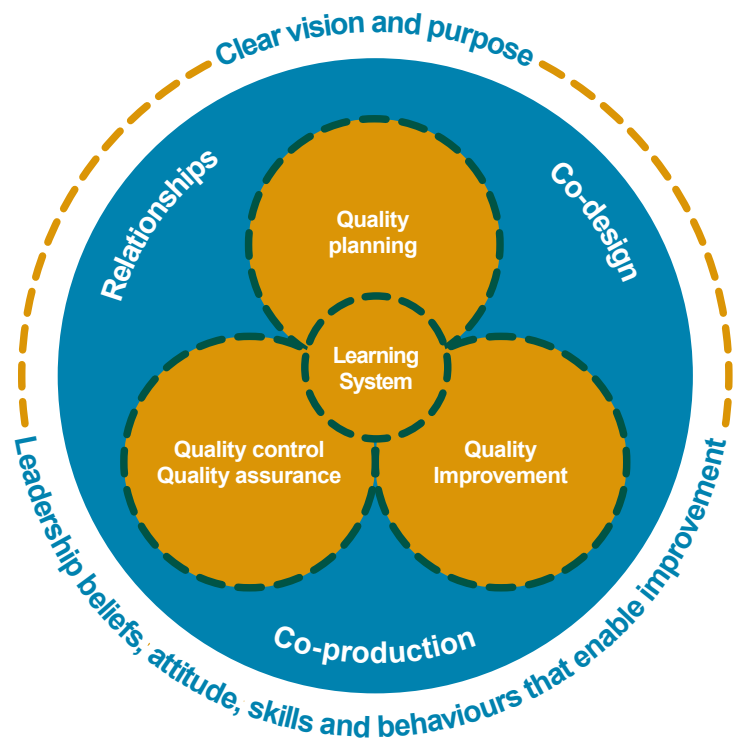 Clear vision and purpose
Relationships
Co-design
Quality
planning
Learning
System
Quality control
Quality assurance
Quality
Improvement
Co-production
Leadership beliefs, attitude, skills and behaviours that enable improvement